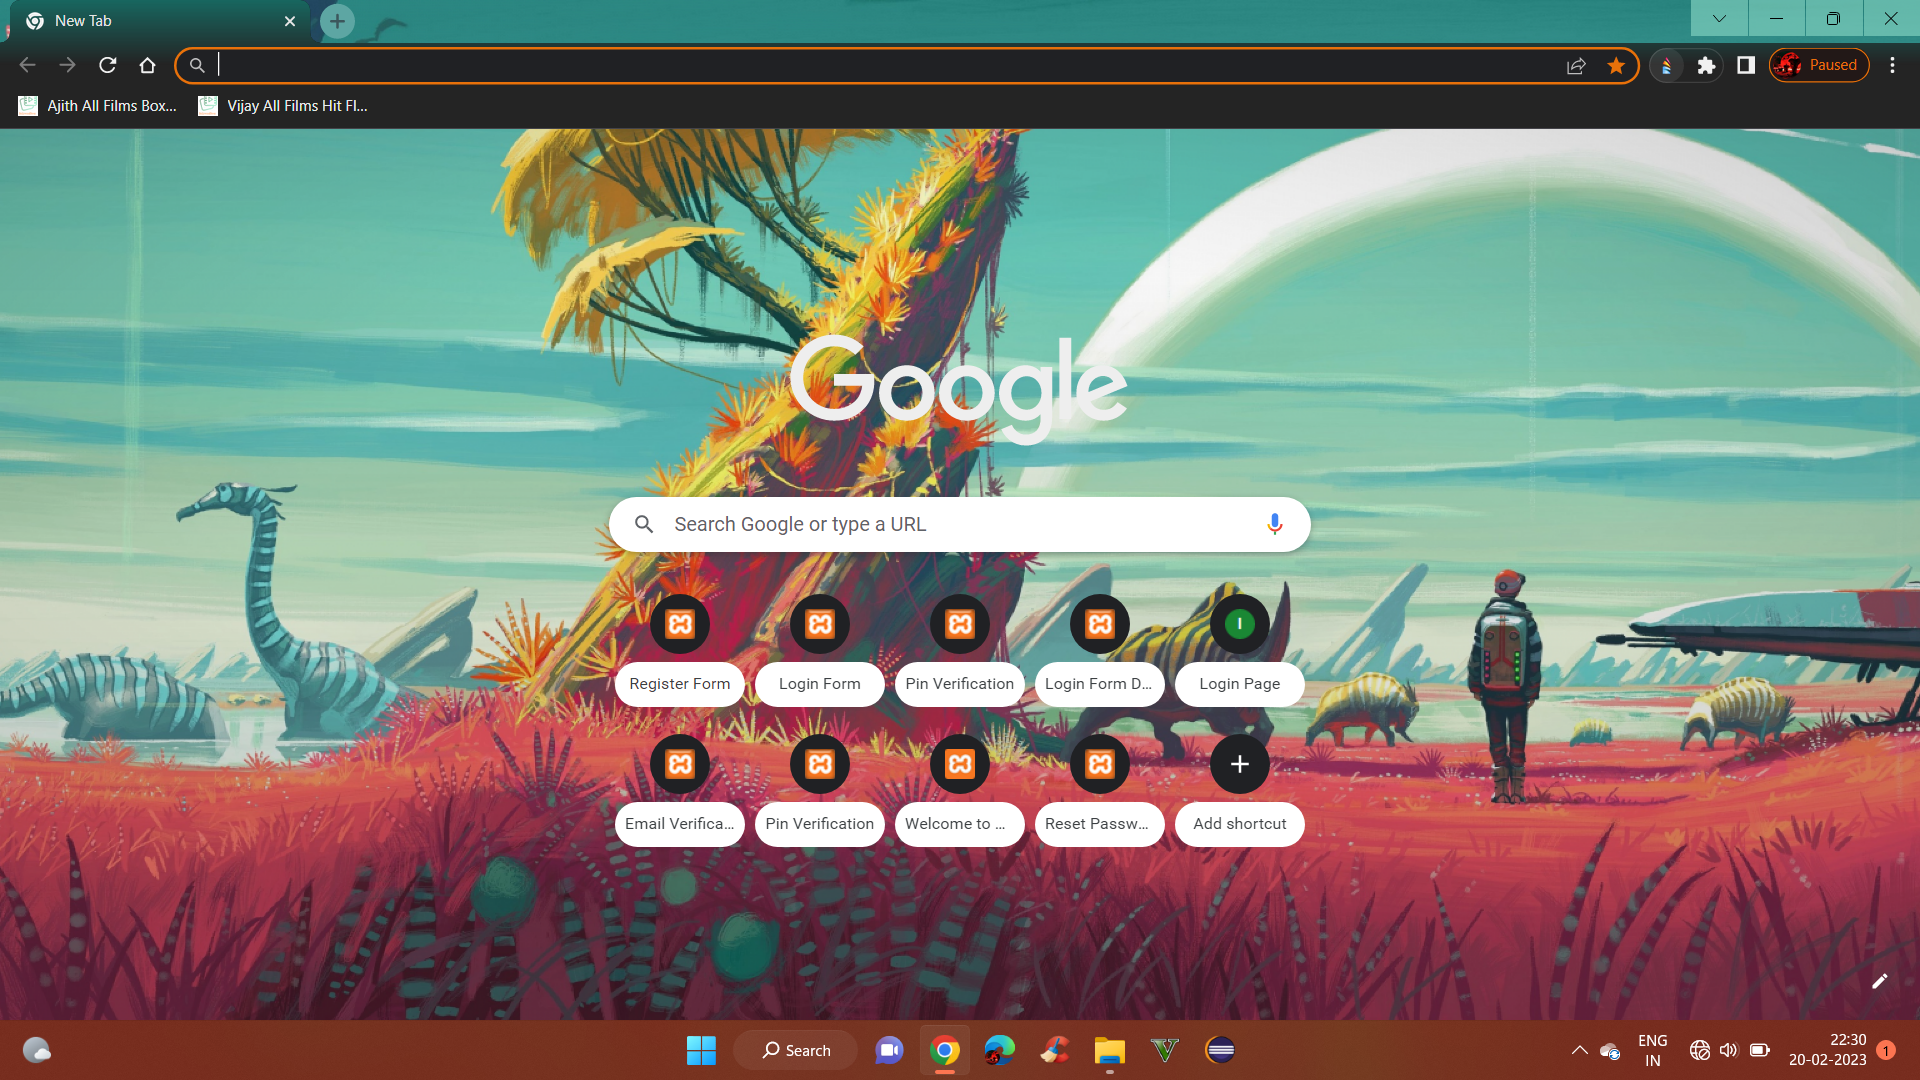 New Tab
Paused
Ajith All Films Box...
Vijay All Films Hit Fl...
Google
Search Google or type a URL
Register Form
Login Form
Pin Verification
Login Form D...
Login Page
Email Verifica...
Pin Verification
Welcome to ...
Reset Passw...
Add shortcut
Search
ENG
IN
22:30
20-02-2023
1